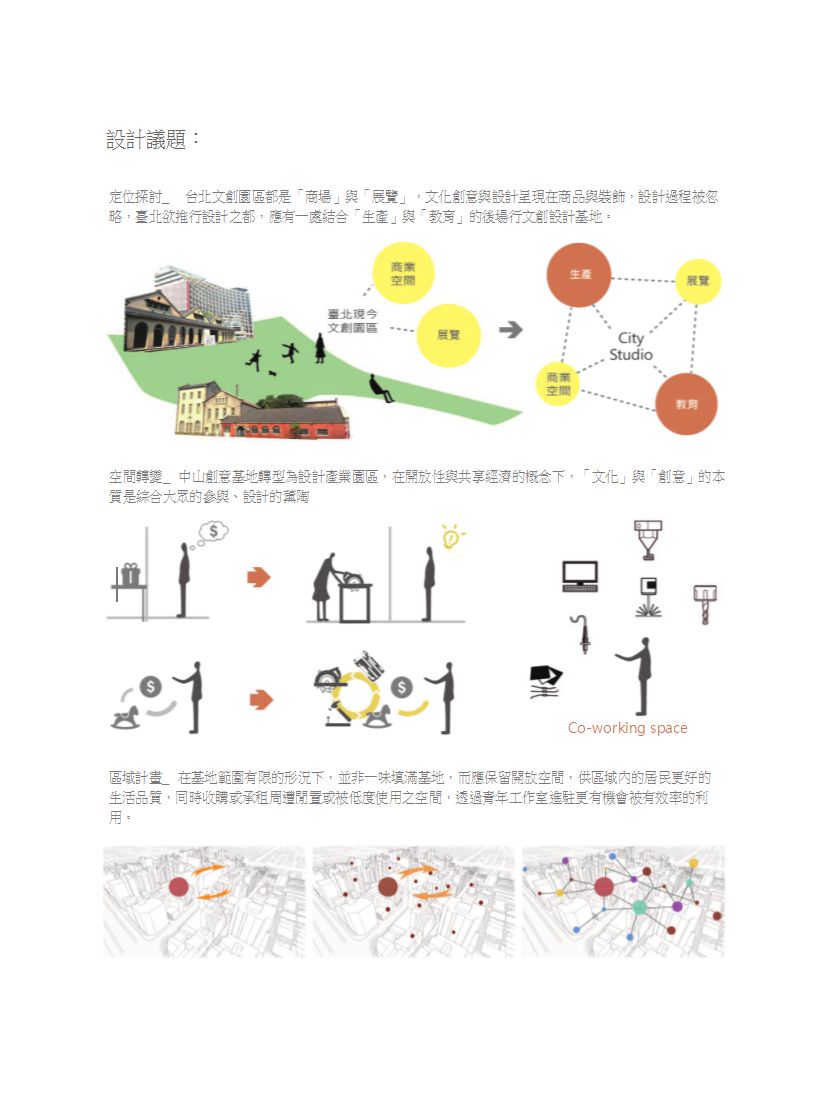 設計議題：
定位探討_　台北文創園區都是「商場」與「展覽」，文化創意與設計呈現在商品與裝飾，設計過程被忽
略，臺北欲推行設計之都，應有一處結合「生產」與「教育」的後場行文創設計基地。
商業
空間
臺北現今
文創園區
展覽
生產
展覽
City
Studio
商業
空間
教育
空間轉變_ 中山創意基地轉型為設計產業園區，在開放性與共享經濟的概念下，「文化」與「創意」的本
質是綜合大眾的參與、設計的薰陶
$
$
$
Co-working space
區域計畫_ 在基地範圍有限的形況下，並非一味填滿基地，而應保留開放空間，供區域內的居民更好的
生活品質，同時收購或承租周遭閒置或被低度使用之空間，透過青年工作室進駐更有機會被有效率的利
用。